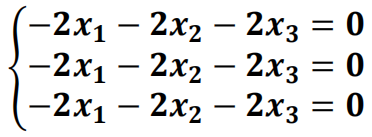 −2x₁ − 2x₂ − 2x₃ = 0
−2x₁ − 2x₂ − 2x₃ = 0
−2x₁ − 2x₂ − 2x₃ = 0